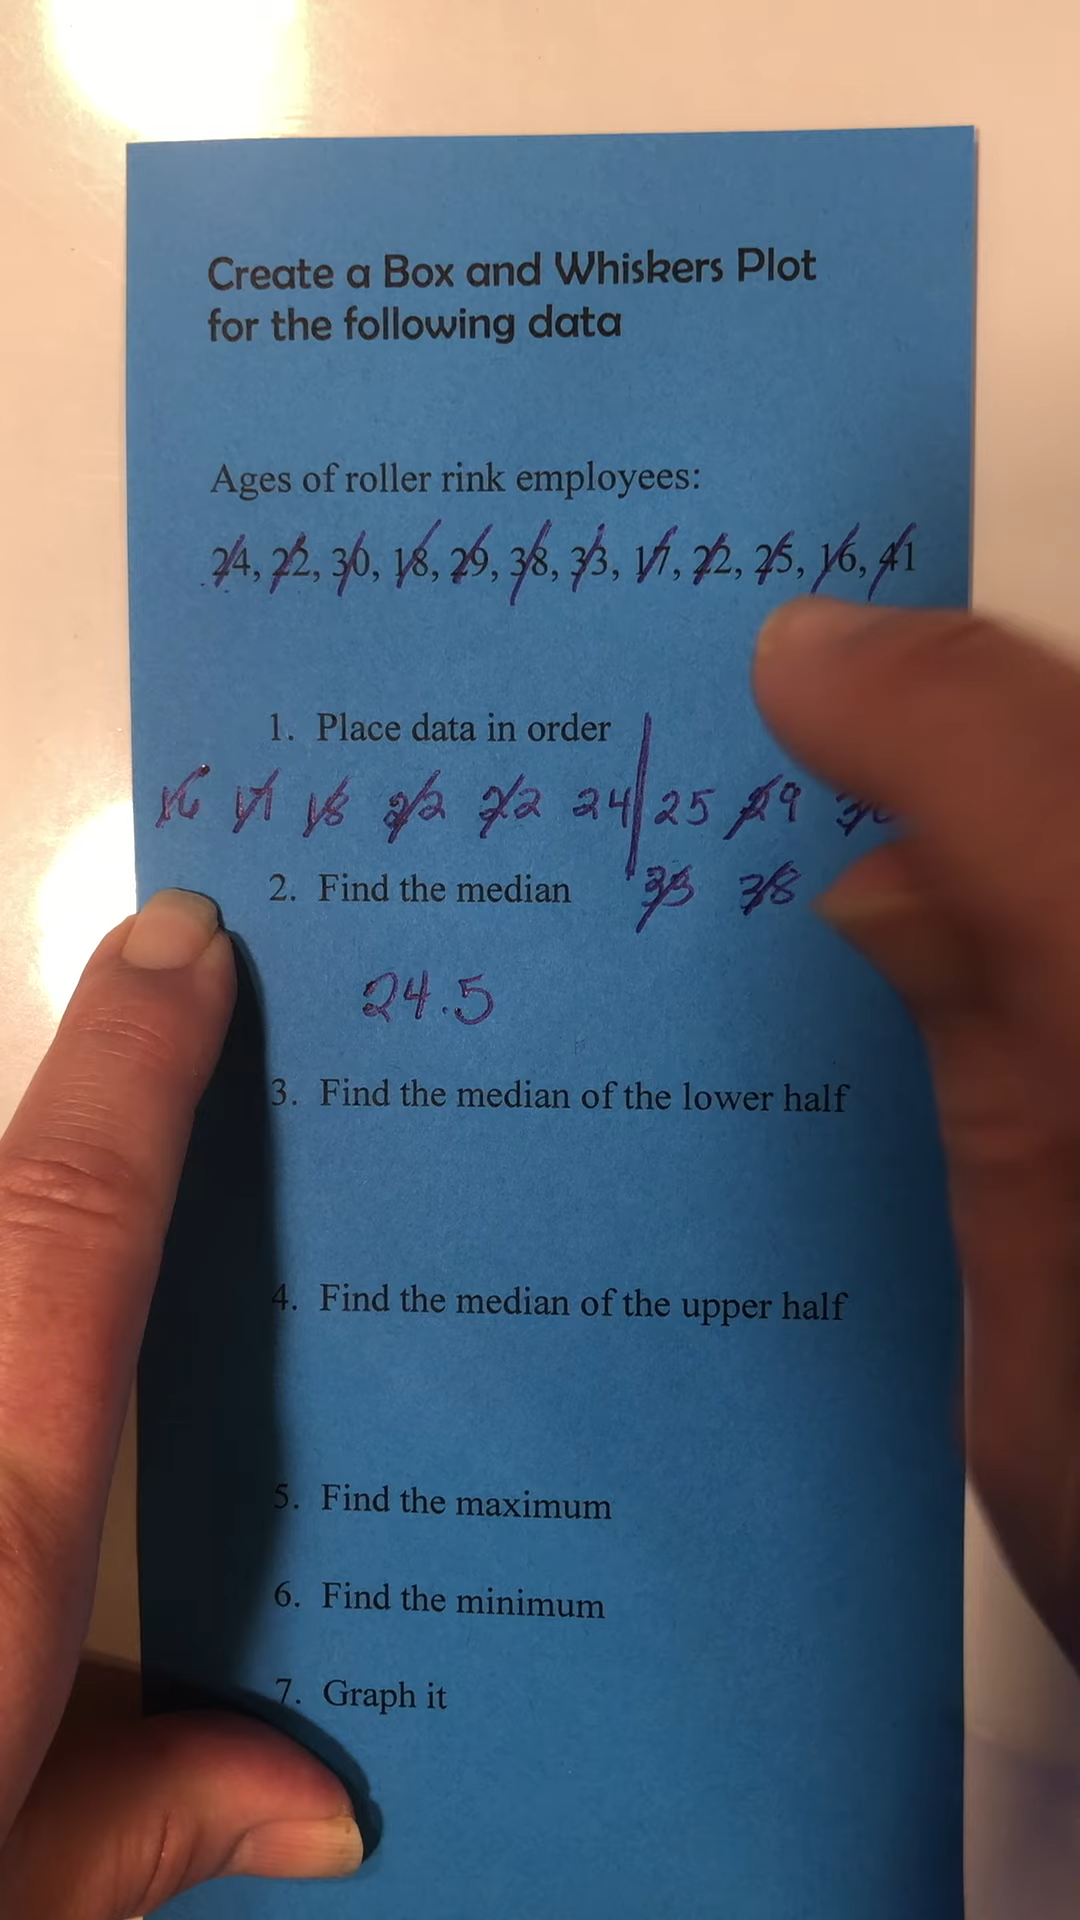 Create a Box and Whiskers Plot
for the following data
Ages of roller rink employees:
24, 22, 30, 18, 29, 38, 33, 17, 22, 25, 16, 41
1. Place data in order
16 17 18 22 22 24 25 29
33 38
2. Find the median
24.5
3. Find the median of the lower half
4. Find the median of the upper half
5. Find the maximum
6. Find the minimum
7. Graph it